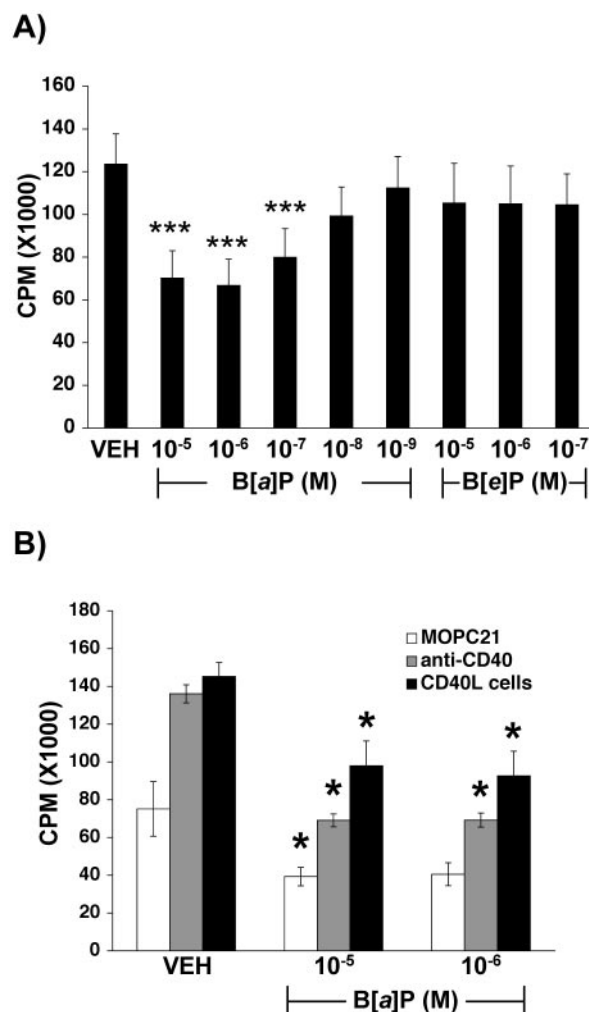 A)
160
140
120
100
80
60
40
20
0
CPM (X1000)
*** *** ***
VEH 10-5 10-6 10-7 10-8 10-9 10-5 10-6 10-7
B[a]P (M) B[e]P (M)
B)
180
160
140
120
100
80
60
40
20
0
CPM (X1000)
MOPC21
anti-CD40
CD40L cells
* * * * *
VEH 10-5 10-6
B[a]P (M)